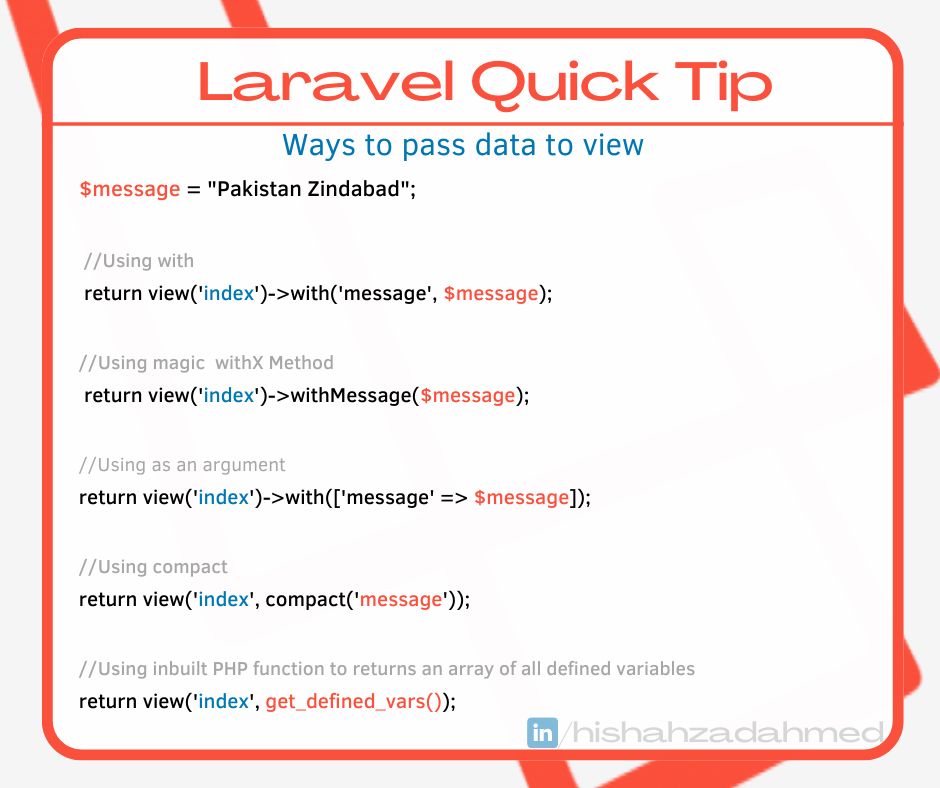 Laravel Quick Tip
Ways to pass data to view
$message = "Pakistan Zindabad";
//Using with
return view('index')->with('message', $message);
//Using magic  withX Method
return view('index')->withMessage($message);
//Using as an argument
return view('index')->with(['message' => $message]);
//Using compact
return view('index', compact('message'));
//Using inbuilt PHP function to returns an array of all defined variables
return view('index', get_defined_vars());
in/hishahzadahmed